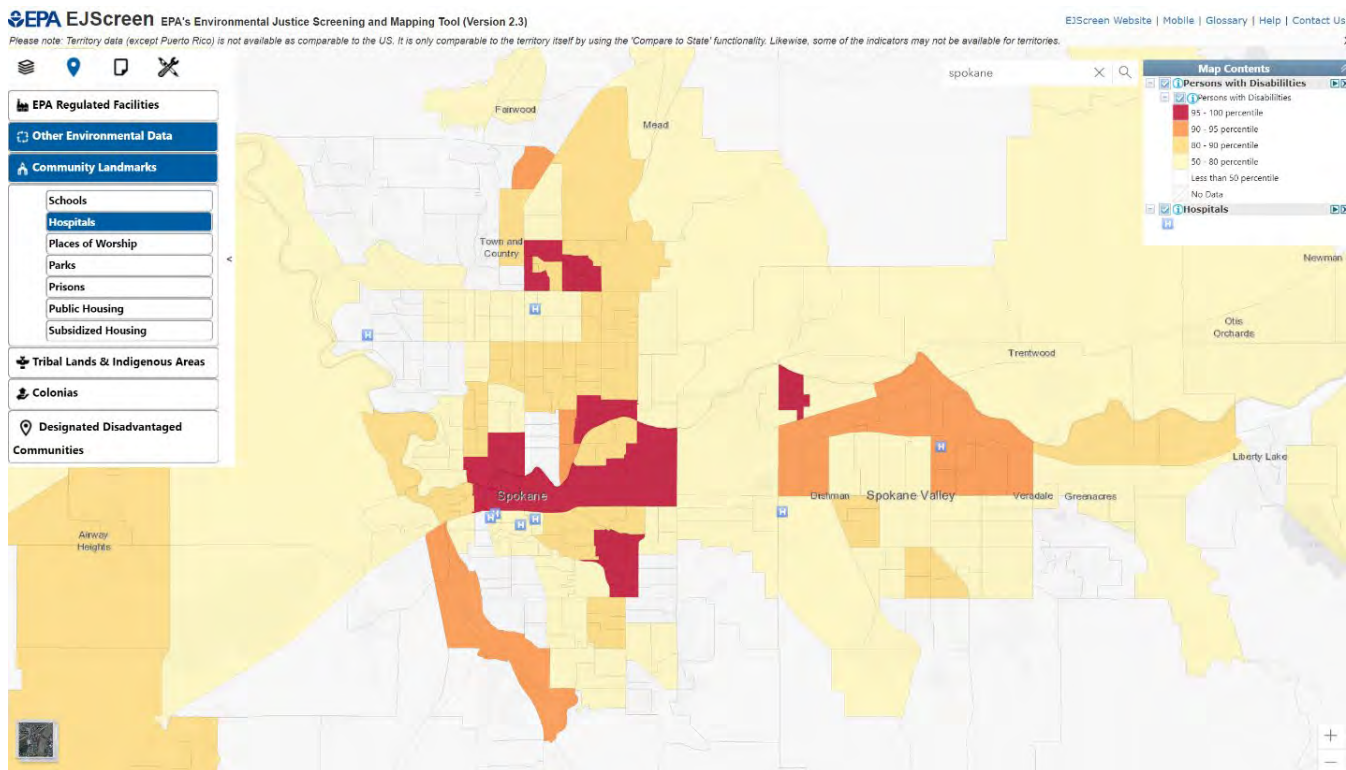 EPA EJScreen EPA's Environmental Justice Screening and Mapping Tool (Version 2.3)
EJScreen Website | Mobile | Glossary | Help | Contact Us
Please note: Territory data (except Puerto Rico) is not available as comparable to the US. It is only comparable to the territory itself by using the 'Compare to State' functionality. Likewise, some of the indicators may not be available for territories.
EPA Regulated Facilities
Other Environmental Data
Community Landmarks
Schools
Hospitals
Places of Worship
Parks
Prisons
Public Housing
Subsidized Housing
Tribal Lands & Indigenous Areas
Colonias
Designated Disadvantaged
Communities
<
spokane
Map Contents
Persons with Disabililties
Persons with Disabililties
95 - 100 percentile
90 - 95 percentile
80 - 90 percentile
50 - 80 percentile
Less than 50 percentile
No Data
Hospitals
H
Fairwood
Mead
Town and
Country
H
H
Newman
Otis
Orchards
Trentwood
H
Liberty Lake
Spokane
Dishman
Spokane Valley
Veradale
Greenacres
H
H
H
H
H
Airway
Heights
+
−